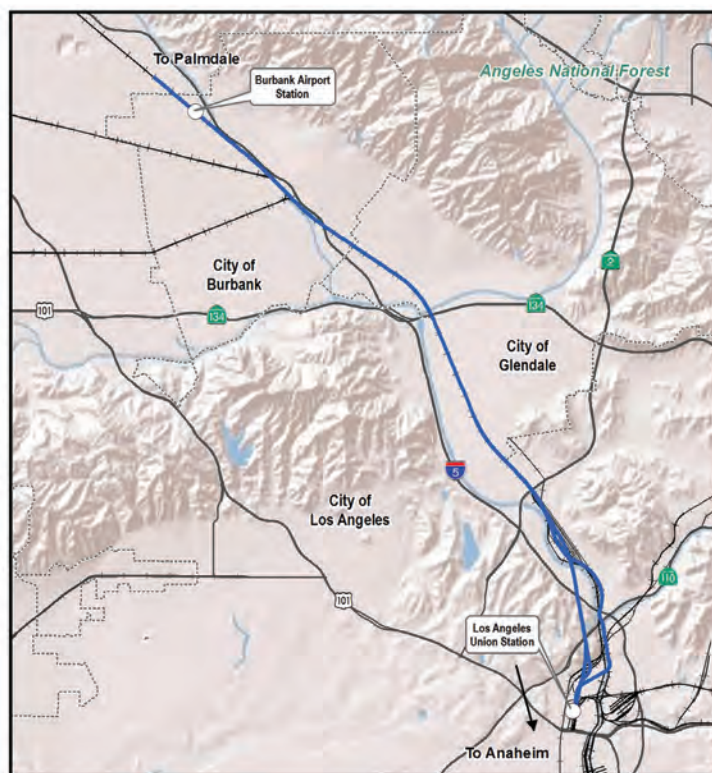 To Palmdale
Burbank Airport
Station
Angeles National Forest
2
City of
Burbank
101
134
134
City of
Glendale
5
City of
Los Angeles
110
101
Los Angeles
Union Station
To Anaheim